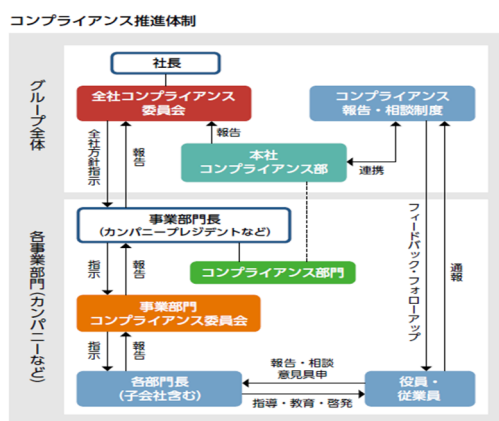 コンプライアンス推進体制
グループ全体
社長
全社コンプライアンス
委員会
コンプライアンス
報告・相談制度
全社方針指示
報告
報告
本社
コンプライアンス部
連携
各事業部門(カンパニーなど)
事業部門長
(カンパニープレジデントなど)
コンプライアンス部門
指示
報告
フィードバック・フォローアップ
通報
事業部門
コンプライアンス委員会
指示
報告
報告・相談
意見具申
各部門長
(子会社含む)
指導・教育・啓発
役員・
従業員